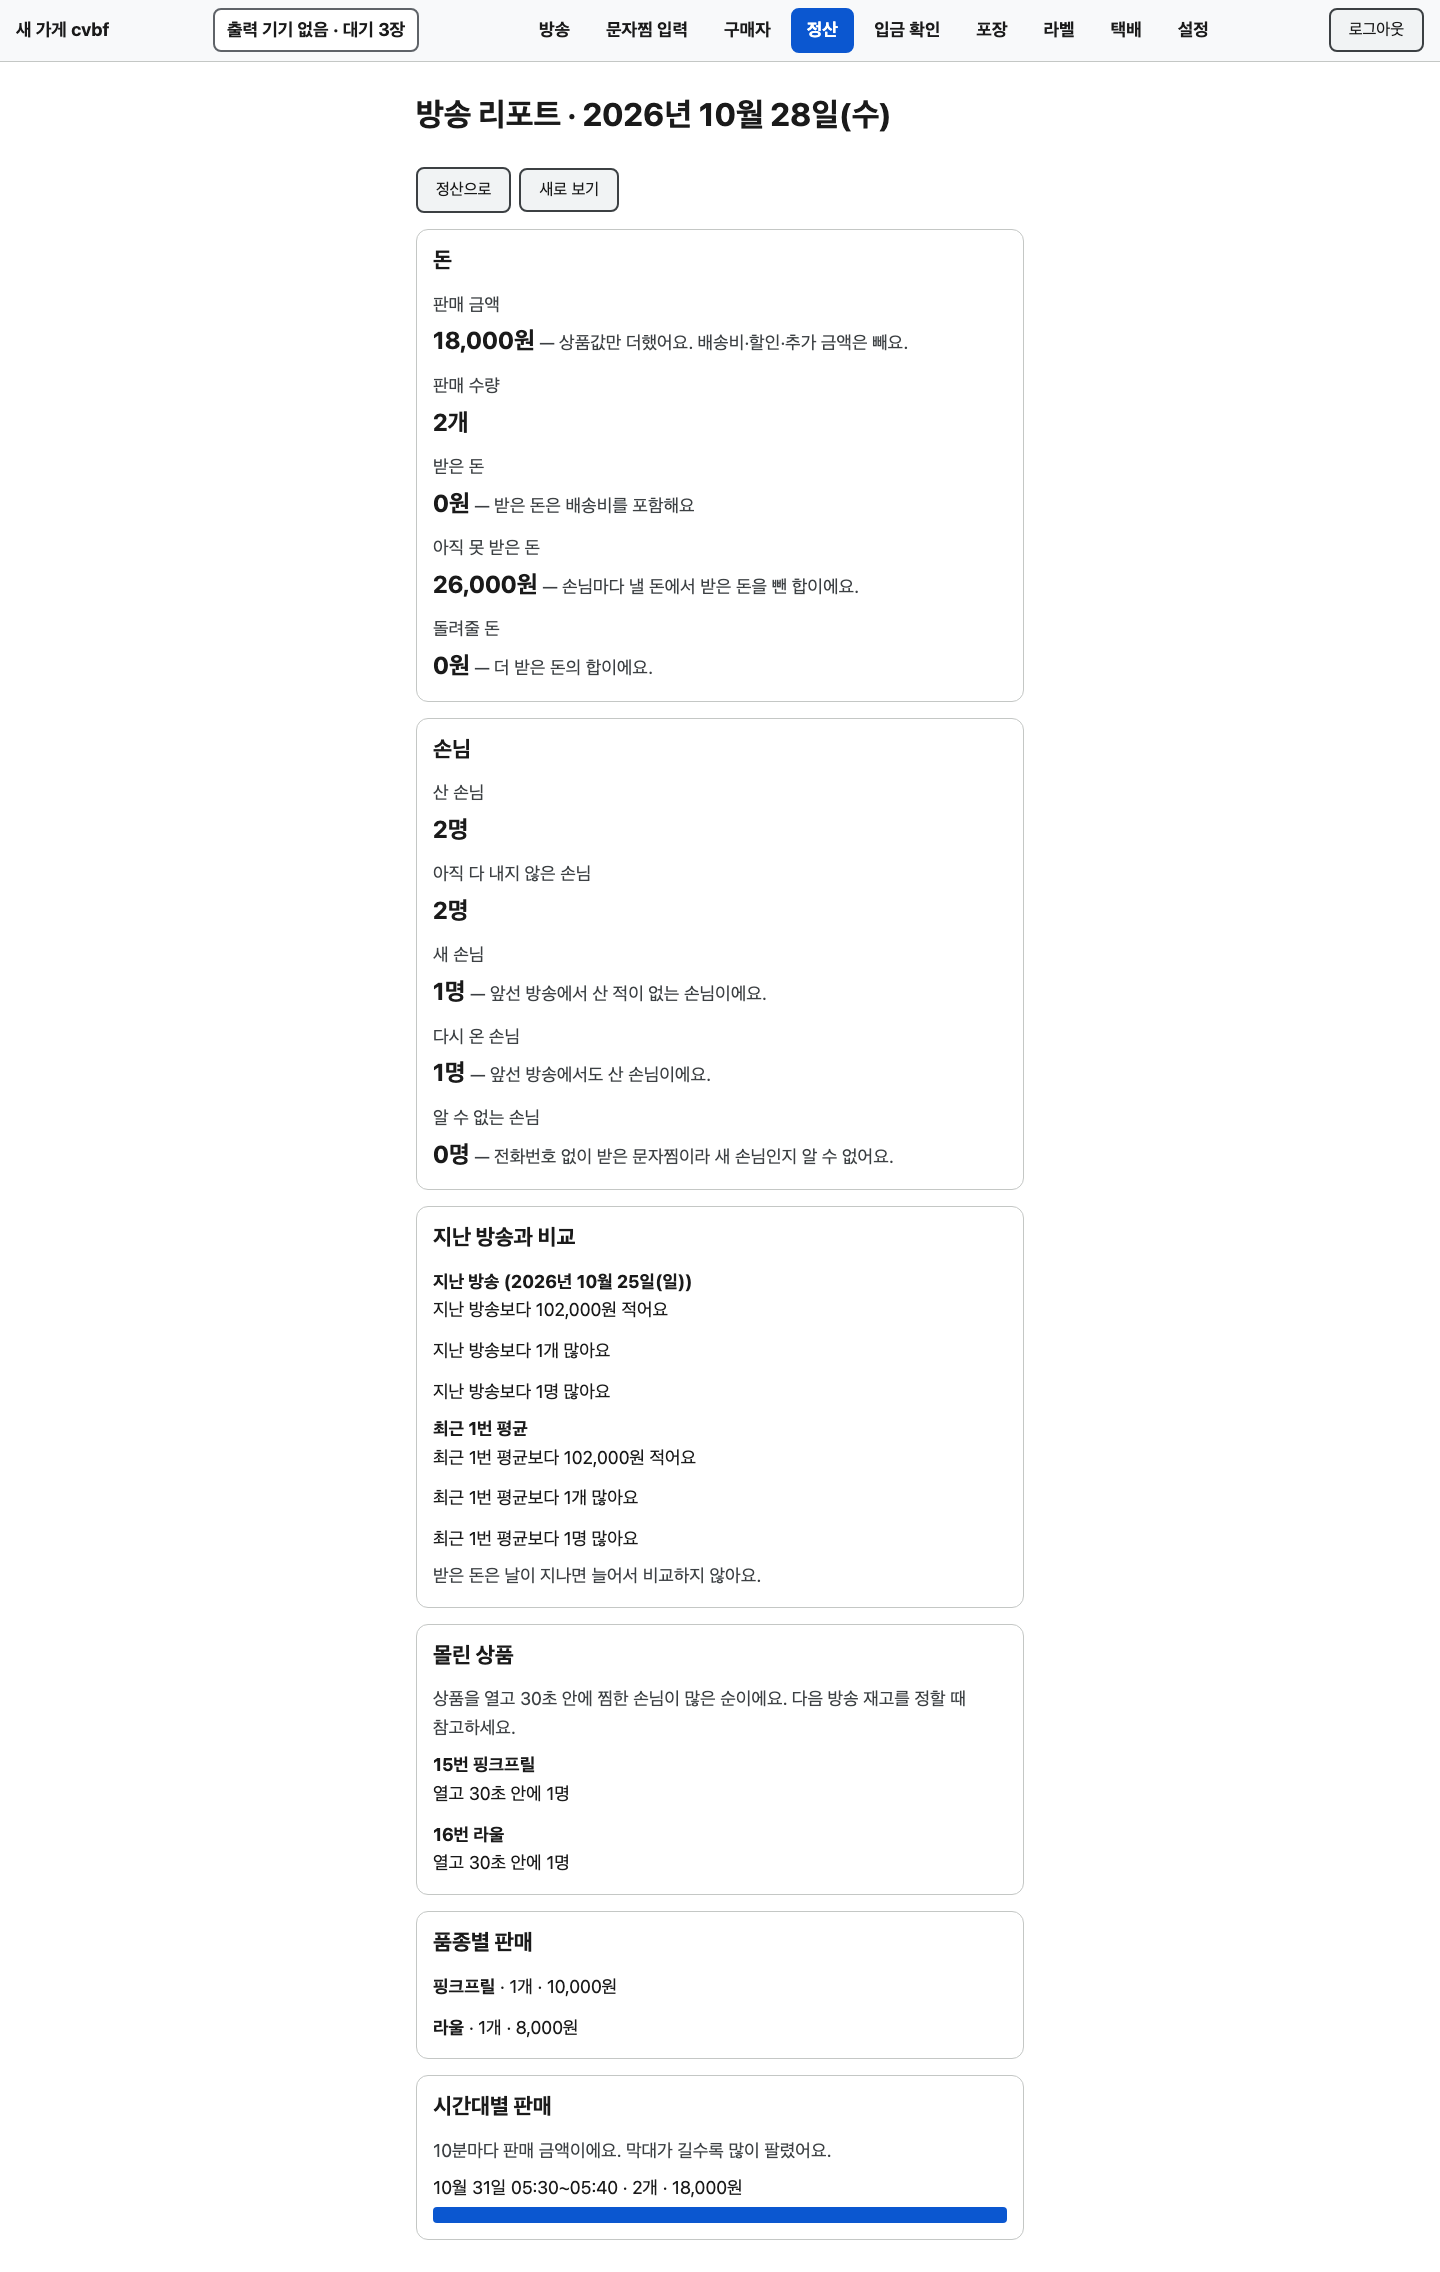 새 가게 cvbf
출력 기기 없음 · 대기 3장
방송
문자찜 입력
구매자
정산
입금 확인
포장
라벨
택배
설정
로그아웃
방송 리포트 · 2026년 10월 28일(수)
정산으로
새로 보기
돈
판매 금액
18,000원 — 상품값만 더했어요. 배송비·할인·추가 금액은 빼요.
판매 수량
2개
받은 돈
0원 — 받은 돈은 배송비를 포함해요
아직 못 받은 돈
26,000원 — 손님마다 낼 돈에서 받은 돈을 뺀 합이에요.
돌려줄 돈
0원 — 더 받은 돈의 합이에요.
손님
산 손님
2명
아직 다 내지 않은 손님
2명
새 손님
1명 — 앞선 방송에서 산 적이 없는 손님이에요.
다시 온 손님
1명 — 앞선 방송에서도 산 손님이에요.
알 수 없는 손님
0명 — 전화번호 없이 받은 문자찜이라 새 손님인지 알 수 없어요.
지난 방송과 비교
지난 방송 (2026년 10월 25일(일))
지난 방송보다 102,000원 적어요
지난 방송보다 1개 많아요
지난 방송보다 1명 많아요
최근 1번 평균
최근 1번 평균보다 102,000원 적어요
최근 1번 평균보다 1개 많아요
최근 1번 평균보다 1명 많아요
받은 돈은 날이 지나면 늘어서 비교하지 않아요.
몰린 상품
상품을 열고 30초 안에 찜한 손님이 많은 순이에요. 다음 방송 재고를 정할 때
참고하세요.
15번 핑크프릴
열고 30초 안에 1명
16번 라울
열고 30초 안에 1명
품종별 판매
핑크프릴 · 1개 · 10,000원
라울 · 1개 · 8,000원
시간대별 판매
10분마다 판매 금액이에요. 막대가 길수록 많이 팔렸어요.
10월 31일 05:30~05:40 · 2개 · 18,000원